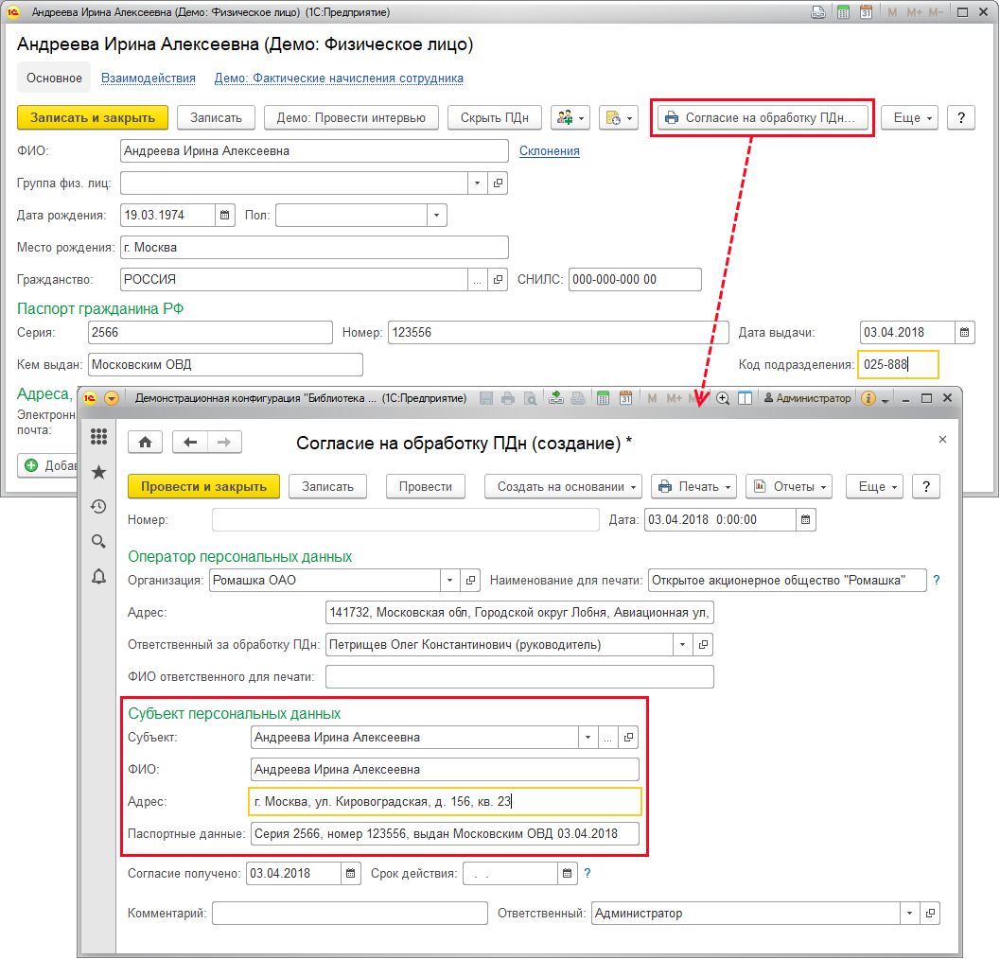 Андреева Ирина Алексеевна (Демо: Физическое лицо) (1С:Предприятие) M M+ M−
Андреева Ирина Алексеевна (Демо: Физическое лицо)
Основное Взаимодействия Демо: Фактические начисления сотрудника
Записать и закрыть Записать Демо: Провести интервью Скрыть ПДн Согласие на обработку ПДн... Еще ?
ФИО: Андреева Ирина Алексеевна Склонения
Группа физ. лиц:
Дата рождения: 19.03.1974 Пол:
Место рождения: г. Москва
Гражданство: РОССИЯ ... СНИЛС: 000-000-000 00
Паспорт гражданина РФ
Серия: 2566 Номер: 123556 Дата выдачи: 03.04.2018
Кем выдан: Московским ОВД Код подразделения: 025-888
Адреса,
Электронн
почта:
Добав
Демонстрационная конфигурация "Библиотека ... (1С:Предприятие) 31 M M+ Администратор
Согласие на обработку ПДн (создание) *
Провести и закрыть Записать Провести Создать на основании Печать Отчеты Еще ?
Номер: Дата: 03.04.2018 0:00:00
Оператор персональных данных
Организация: Ромашка ОАО Наименование для печати: Открытое акционерное общество "Ромашка" ?
Адрес: 141732, Московская обл, Городской округ Лобня, Авиационная ул,
Ответственный за обработку ПДн: Петрищев Олег Константинович (руководитель)
ФИО ответственного для печати:
Субъект персональных данных
Субъект: Андреева Ирина Алексеевна ...
ФИО: Андреева Ирина Алексеевна
Адрес: г. Москва, ул. Кировоградская, д. 156, кв. 23
Паспортные данные: Серия 2566, номер 123556, выдан Московским ОВД 03.04.2018
Согласие получено: 03.04.2018 Срок действия: . . ?
Комментарий: Ответственный: Администратор